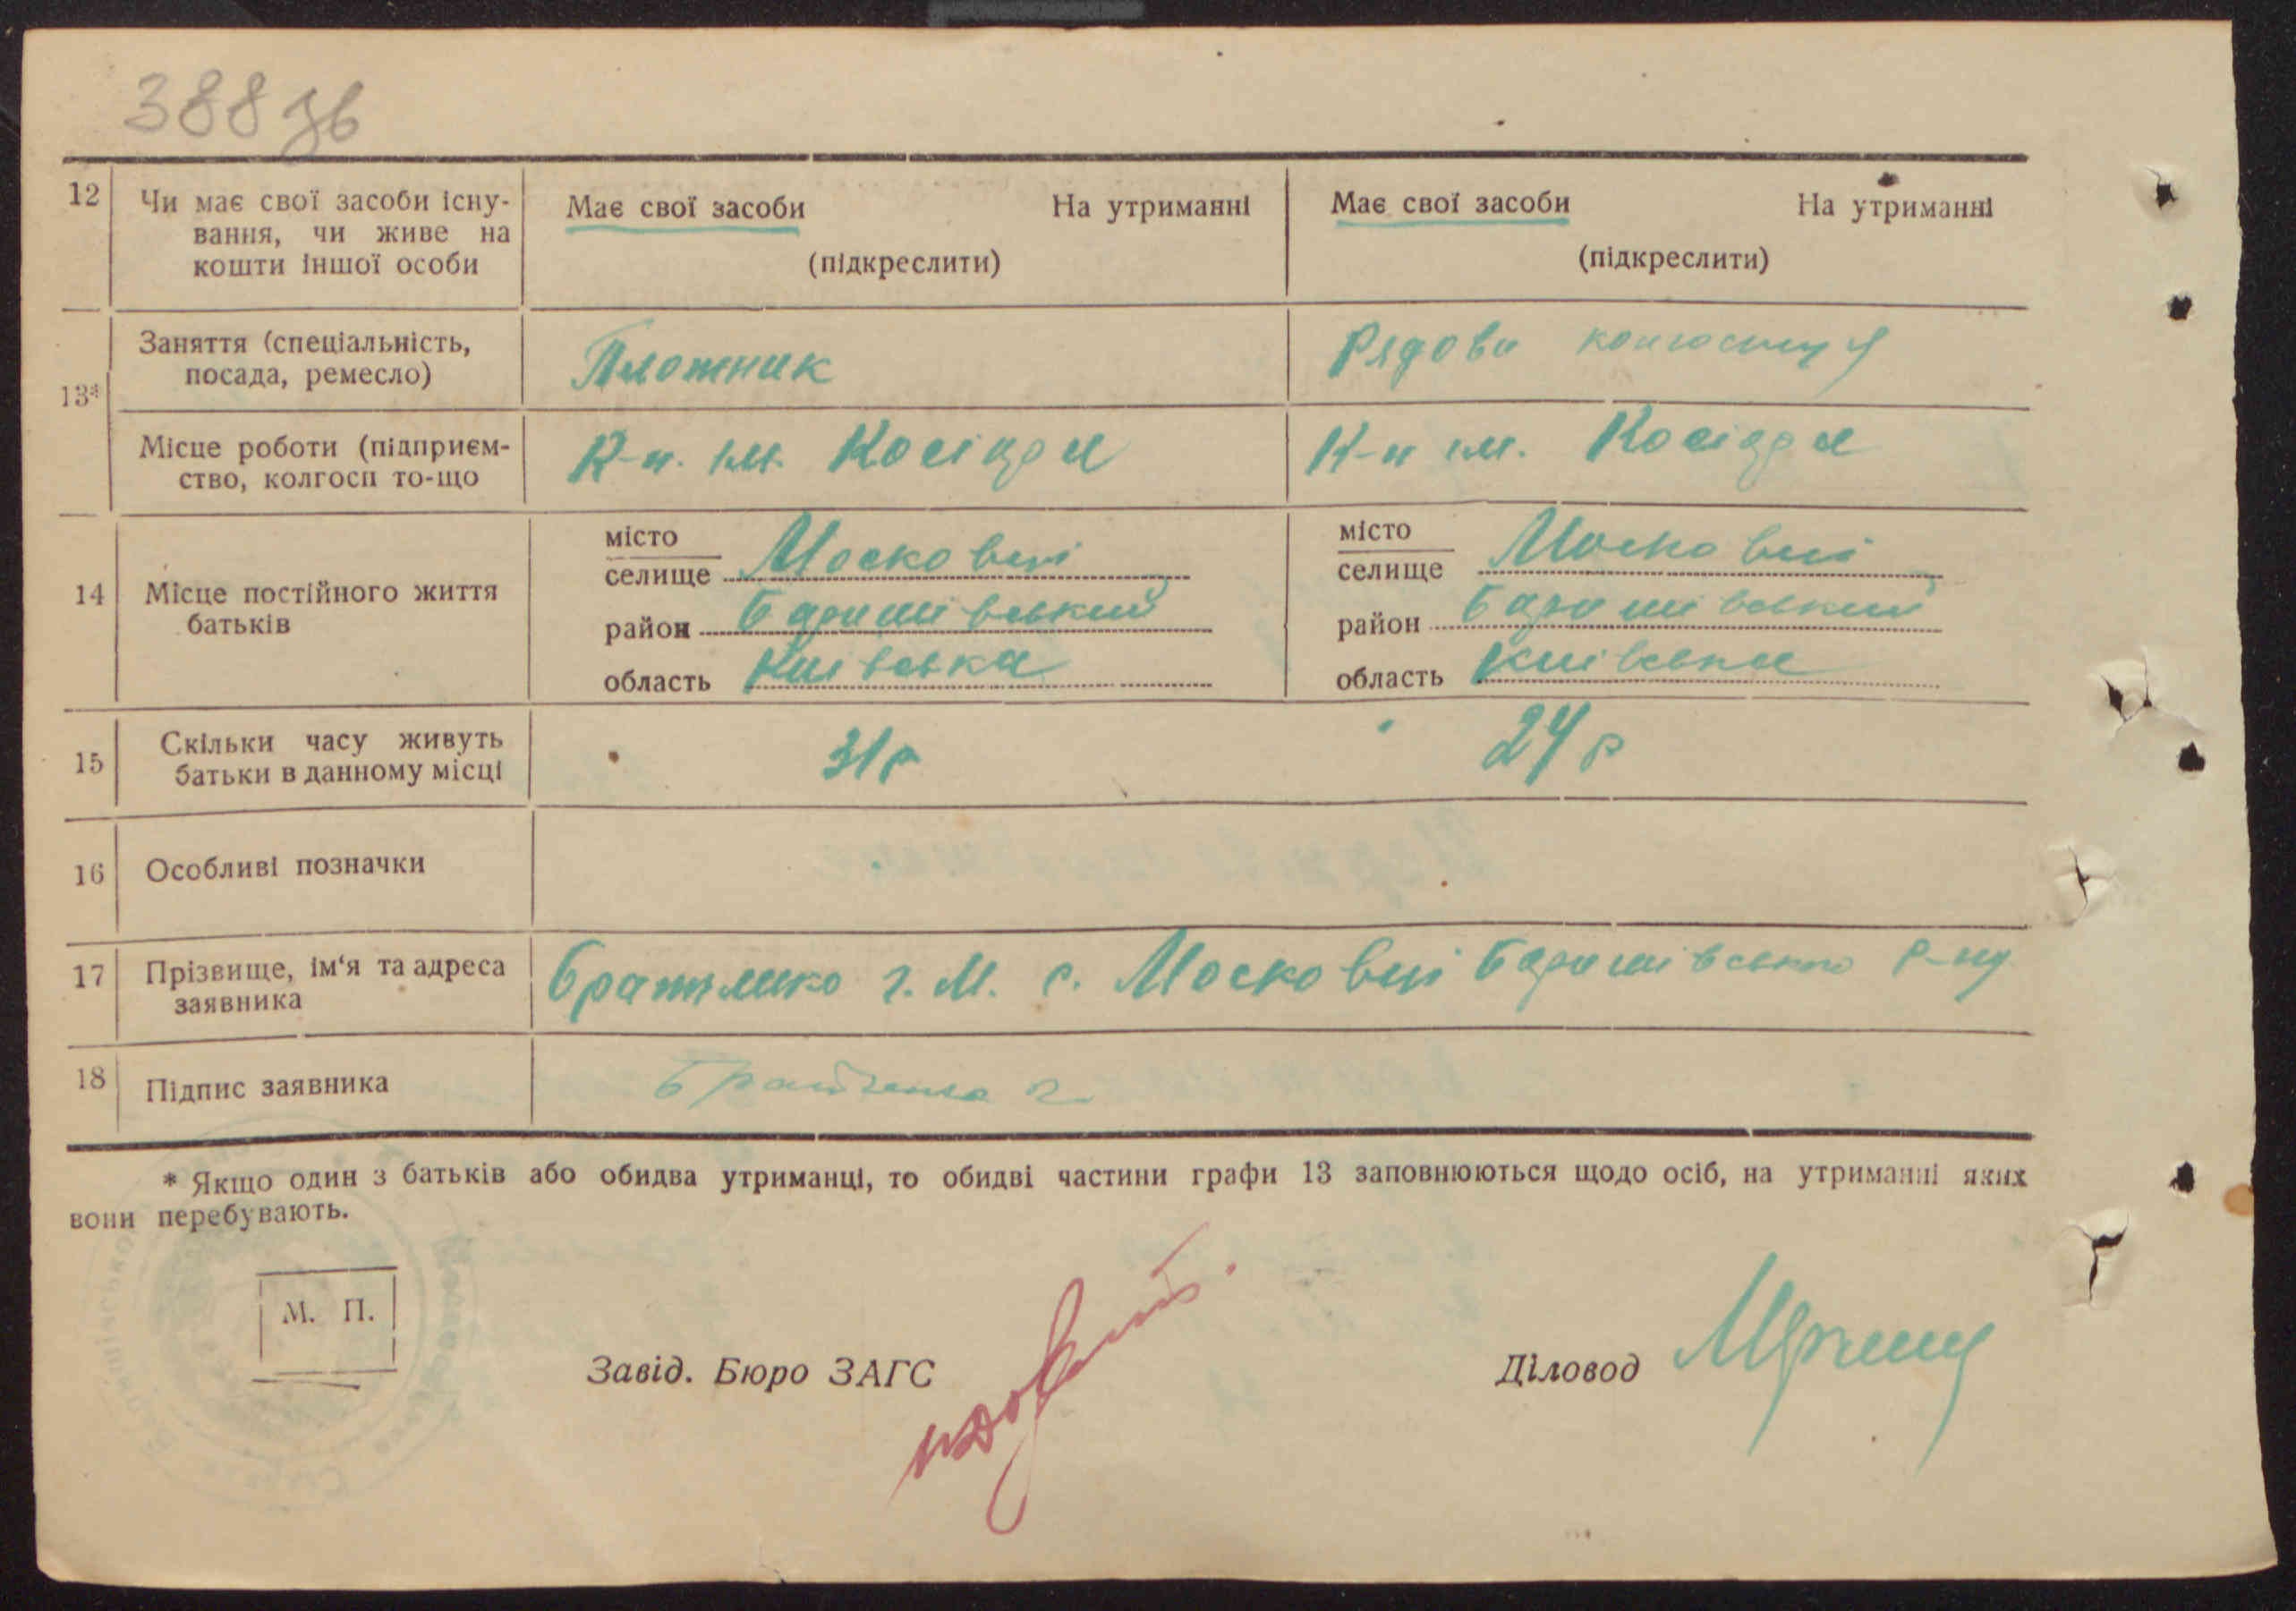 388 зв
12 Чи має свої засоби існу-
вання, чи живе на
кошти іншої особи
Має свої засоби На утриманні
(підкреслити)
Має свої засоби На утриманні
(підкреслити)
13* Заняття (спеціальність,
посада, ремесло)
Плотник
Рядова
Місце роботи (підприєм-
ство, колгосп то-що
К-п. ім. Косіора
К-п ім. Косіора
14 Місце постійного життя
батьків
місто
селище Московці
район Баришівський
область Київська
місто
селище Московці
район Баришівський
область Київська
15 Скільки часу живуть
батьки в данному місці
31 р
24 р
16 Особливі позначки
17 Прізвище, ім‘я та адреса
заявника
Братченко г. М. с. Московці Баришівського р-ну
18 Підпис заявника
Братченко г
* Якщо один з батьків або обидва утриманці, то обидві частини графи 13 заповнюються щодо осіб, на утриманні яких
вони перебувають.
М. П.
Завід. Бюро ЗАГС
Діловод